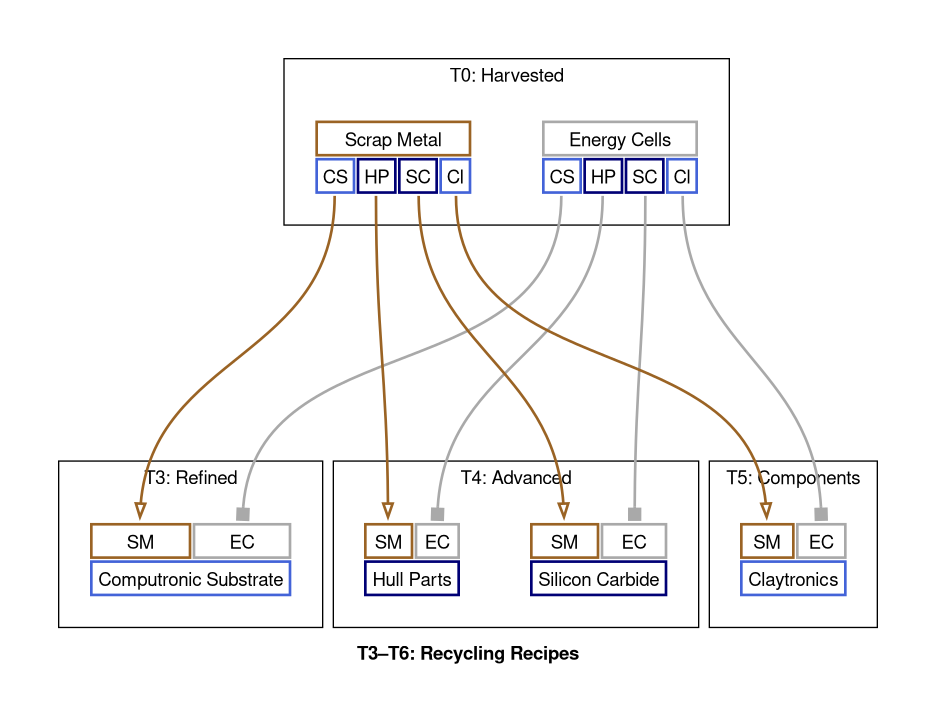 T0: Harvested
Scrap Metal Energy Cells
CS HP SC Cl CS HP SC Cl
T3: Refined T4: Advanced T5: Components
SM EC SM EC SM EC SM EC
Computronic Substrate Hull Parts Silicon Carbide Claytronics
T3–T6: Recycling Recipes